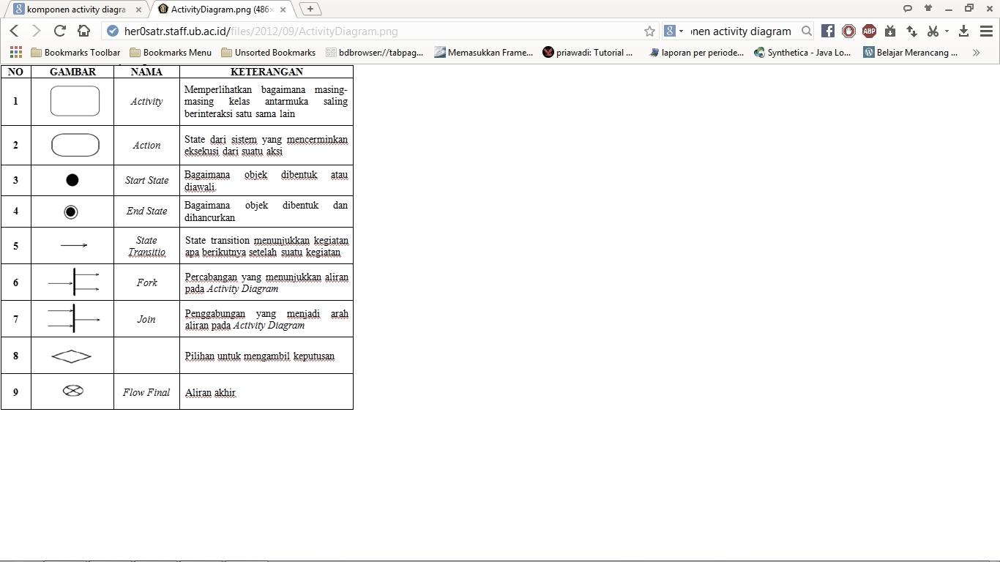 komponen activity diagra
ActivityDiagram.png (486×
her0satr.staff.ub.ac.id/files/2012/09/ActivityDiagram.png
nen activity diagram
ABP
Bookmarks Toolbar
Bookmarks Menu
Unsorted Bookmarks
bdbrowser://tabpag...
Memasukkan Frame...
priawadi: Tutorial ...
laporan per periode...
Synthetica - Java Lo...
Belajar Merancang ...
NO GAMBAR NAMA KETERANGAN
1 Activity
Memperlihatkan bagaimana masing-
masing kelas antarmuka saling
berinteraksi satu sama lain
2 Action
State dari sistem yang mencerminkan
eksekusi dari suatu aksi
3 Start State
Bagaimana objek dibentuk atau
diawali.
4 End State
Bagaimana objek dibentuk dan
dihancurkan
5
State
Transitio
State transition menunjukkan kegiatan
apa berikutnya setelah suatu kegiatan
6 Fork
Percabangan yang menunjukkan aliran
pada Activity Diagram
7 Join
Penggabungan yang menjadi arah
aliran pada Activity Diagram
8 Pilihan untuk mengambil keputusan
9 Flow Final Aliran akhir